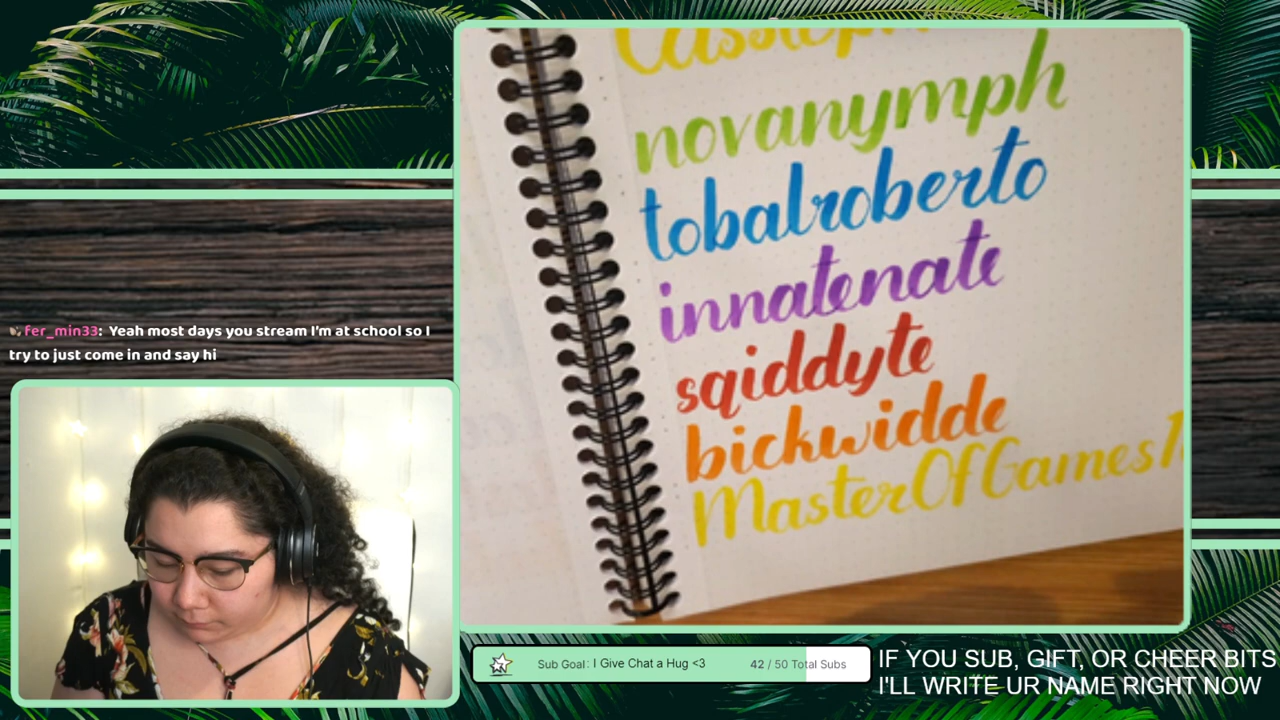 novanymph
tobalroberto
innatenate
sqiddyte
bickwidde
fer_min33: Yeah most days you stream I'm at school so I
try to just come in and say hi
Sub Goal: I Give Chat a Hug <3 42 / 50 Total Subs
IF YOU SUB, GIFT, OR CHEER BITS
I'LL WRITE UR NAME RIGHT NOW